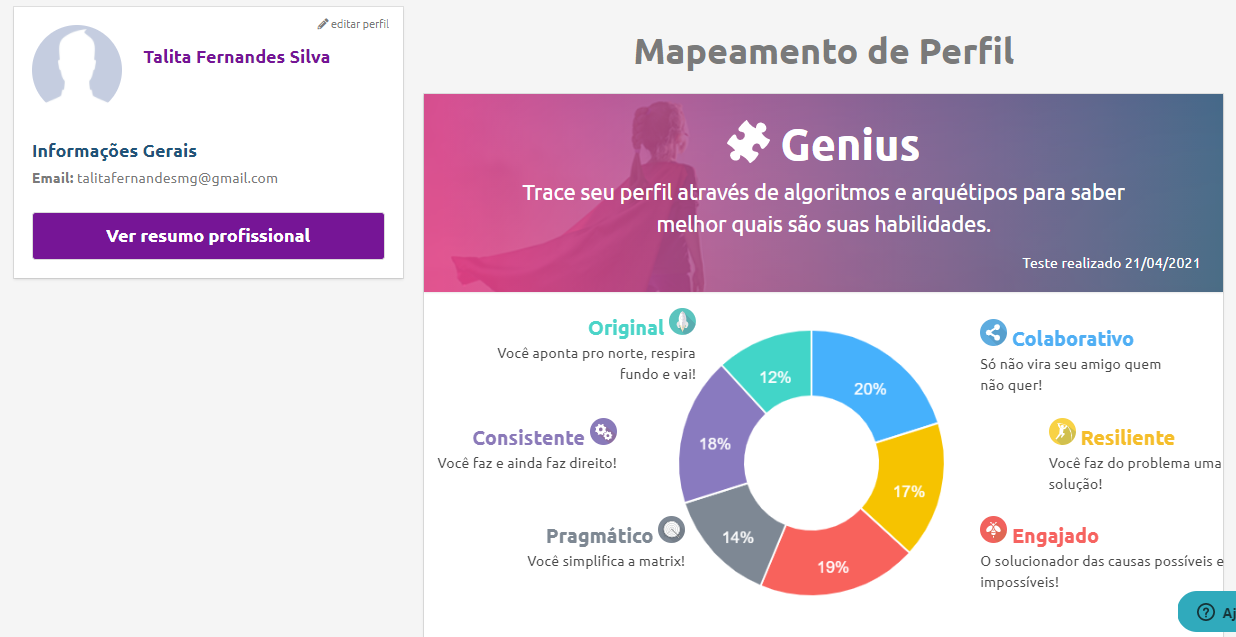 editar perfil
Talita Fernandes Silva
Informações Gerais
Email: talitafernandesmg@gmail.com
Ver resumo profissional
Mapeamento de Perfil
Genius
Trace seu perfil através de algoritmos e arquétipos para saber
melhor quais são suas habilidades.
Teste realizado 21/04/2021
Original
Você aponta pro norte, respira
fundo e vai!
Consistente
Você faz e ainda faz direito!
Pragmático
Você simplifica a matrix!
12%
20%
18%
17%
14%
19%
Colaborativo
Só não vira seu amigo quem
não quer!
Resiliente
Você faz do problema uma
solução!
Engajado
O solucionador das causas possíveis e
impossíveis!